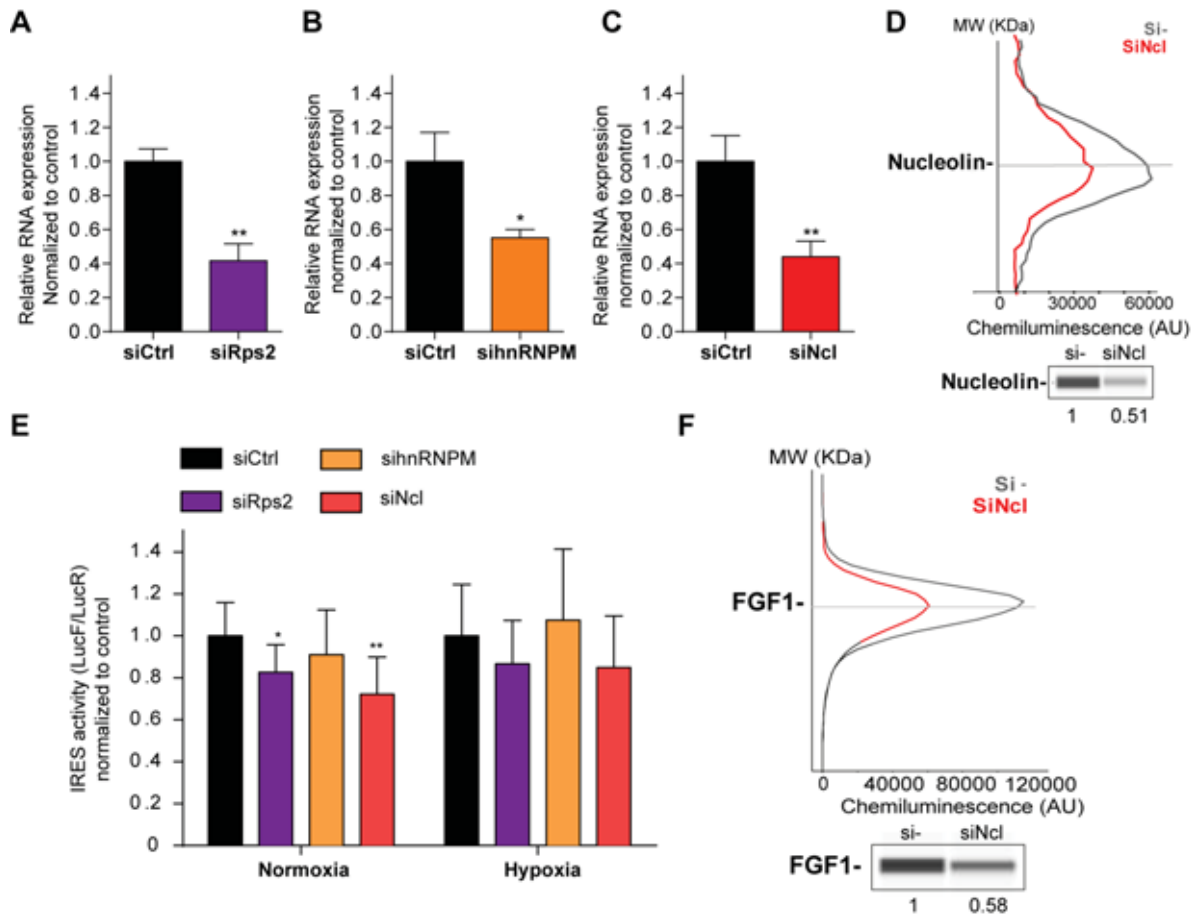 A
Relative RNA expression
Normalized to control
1.4
1.2
1.0
0.8
0.6
0.4
0.2
0.0
**
siCtrl
siRps2
B
Relative RNA expression
normalized to control
1.4
1.2
1.0
0.8
0.6
0.4
0.2
0.0
*
siCtrl
sihnRNPM
C
Relative RNA expression
normalized to control
1.4
1.2
1.0
0.8
0.6
0.4
0.2
0.0
**
siCtrl
siNcl
D
MW (KDa)
Si-
SiNcl
Nucleolin-
0 30000 60000
Chemiluminescence (AU)
si- siNcl
Nucleolin-
1 0.51
E
siCtrl
sihnRNPM
siRps2
siNcl
IRES activity (LucF/LucR)
normalized to control
1.4
1.2
1.0
0.8
0.6
0.4
0.2
0
*
**
Normoxia
Hypoxia
F
MW (KDa)
Si -
SiNcl
FGF1-
0 40000 80000 120000
Chemiluminescence (AU)
si- siNcl
FGF1-
1 0.58